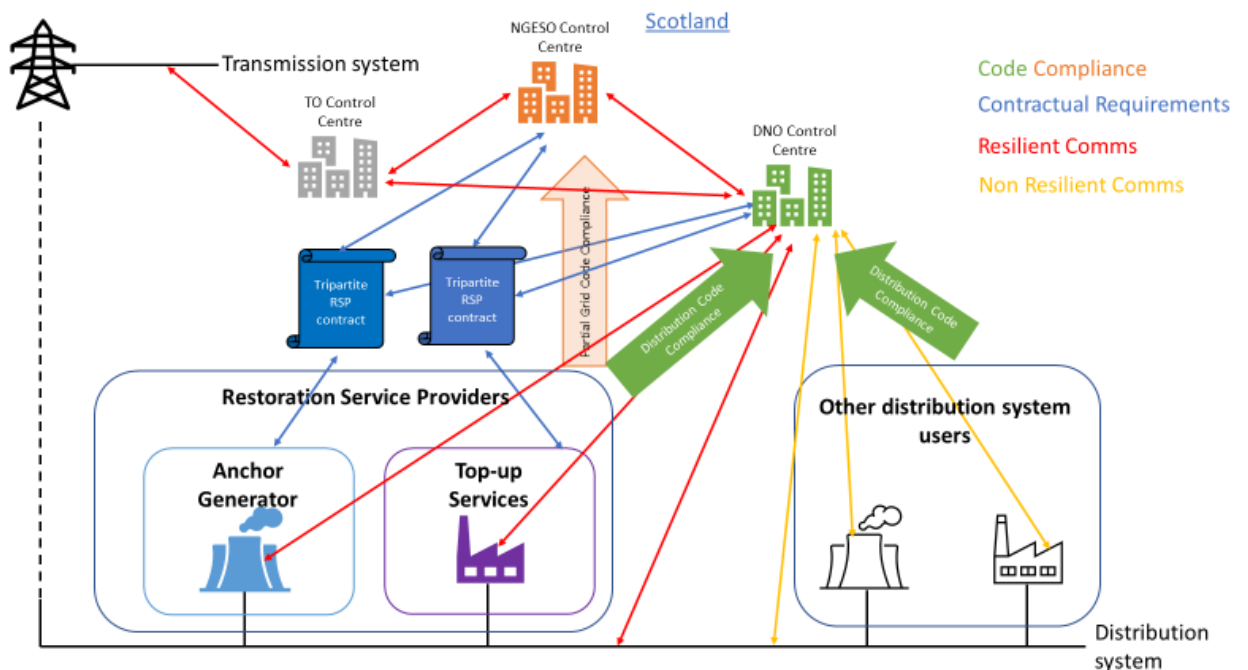 Scotland
NGESO Control
Centre
Transmission system
TO Control
Centre
DNO Control
Centre
Code Compliance
Contractual Requirements
Resilient Comms
Non Resilient Comms
Tripartite
RSP
contract
Tripartite
RSP
contract
Partial Grid Code Compliance
Distribution Code
Compliance
Distribution Code
Compliance
Restoration Service Providers
Other distribution system
users
Anchor
Generator
Top-up
Services
Distribution
system